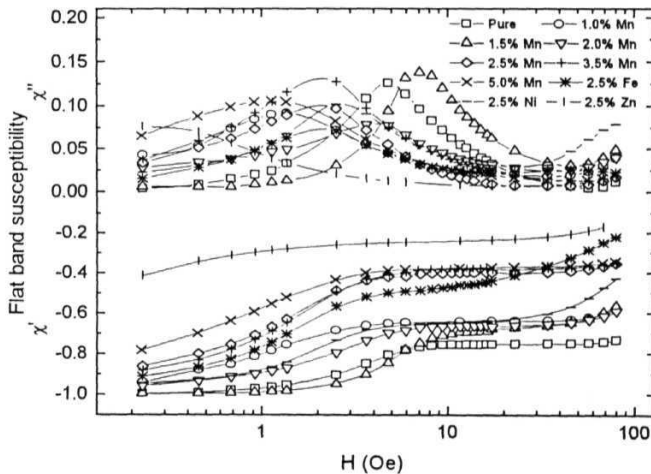 Pure 1.0% Mn
1.5% Mn 2.0% Mn
2.5% Mn 3.5% Mn
5.0% Mn 2.5% Fe
2.5% Ni 2.5% Zn
0.20
0.15
0.10
0.05
0.00
-0.2
-0.4
-0.6
-0.8
-1.0
χ' Flat band susceptibility χ''
1 10 100
H (Oe)